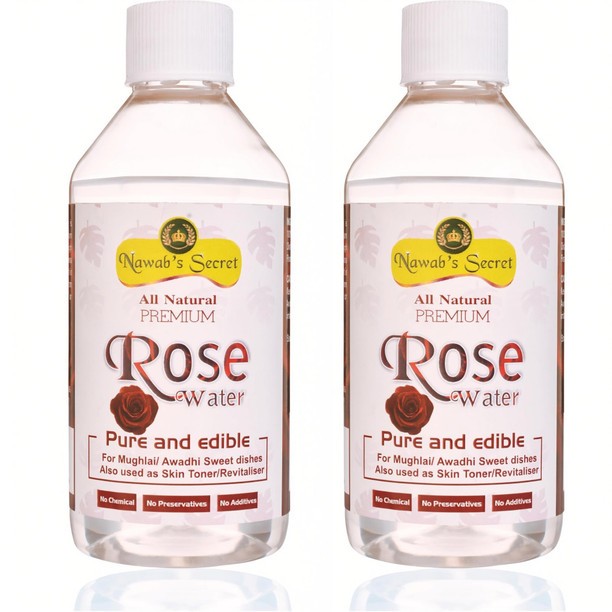 Nawab's Secret
All Natural
PREMIUM
Rose
Water
Pure and edible
For Mughlai/ Awadhi Sweet dishes
Also used as Skin Toner/Revitaliser
No Chemical No Preservatives No Additives
Nawab's Secret
All Natural
PREMIUM
Rose
Water
Pure and edible
For Mughlai/ Awadhi Sweet dishes
Also used as Skin Toner/Revitaliser
No Chemical No Preservatives No Additives